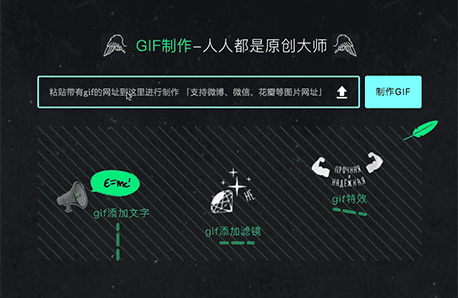 GIF制作-人人都是原创大师
粘贴带有gif的网址到这里进行制作 「支持微博、微信、花瓣等图片网址」
制作GIF
E=mc²
gif添加文字
НЕ
gif添加滤镜
ПРОЧНАЯ
НАДЕЖНАЯ
gif特效